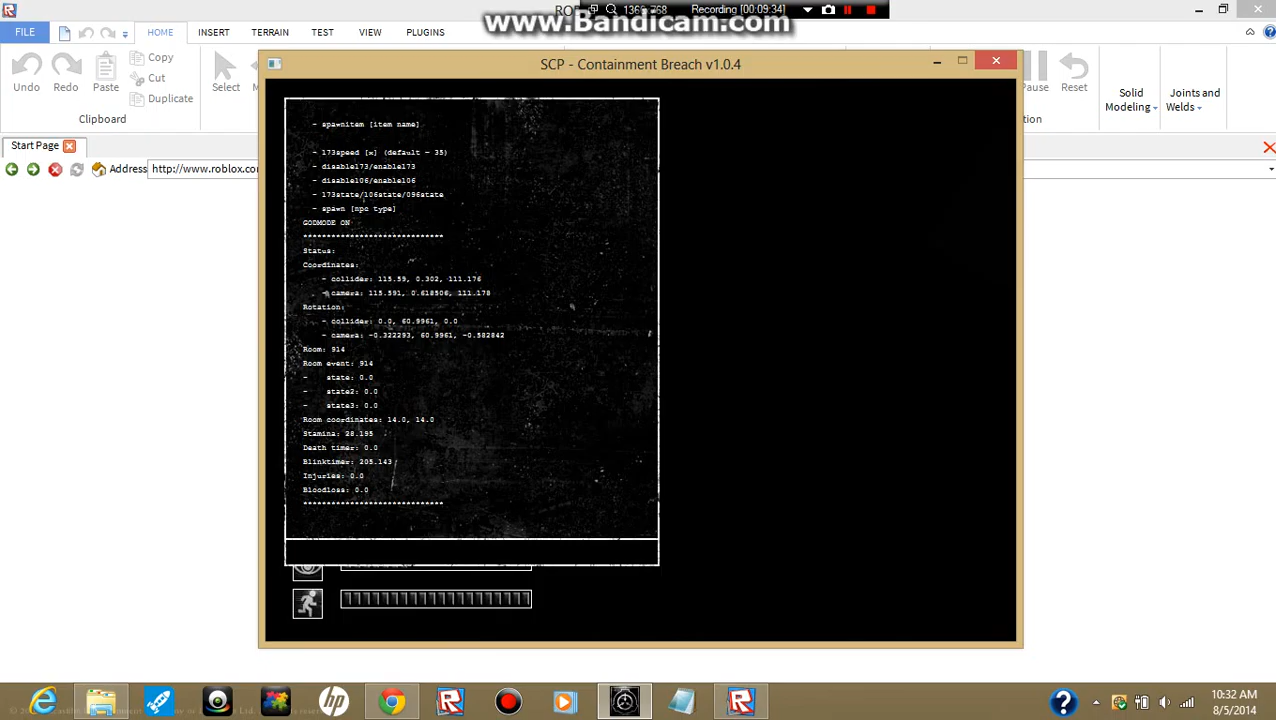 1366x768
Recording [00:09:34]
www.Bandicam.com
FILE
HOME
INSERT
TERRAIN
TEST
VIEW
PLUGINS
Undo
Redo
Paste
Copy
Cut
Duplicate
Clipboard
Select
Reset
Solid
Modeling
Joints and
Welds
SCP - Containment Breach v1.0.4
Start Page
Address
http://www.roblox.co
- spawnitem [item name]
- 173speed [x] (default - 35)
- disable173/enable173
- disable106/enable106
- 173state/106state/096state
- spawn [npc type]
GODMODE ON
******************************
Status:
Coordinates:
- collider: 115.59, 0.302, 111.176
- camera: 115.591, 0.618506, 111.178
Rotation:
- collider: 0.0, 60.9961, 0.0
- camera: -0.322293, 60.9961, -0.582842
Room: 914
Room event: 914
- state: 0.0
- state2: 0.0
- state3: 0.0
Room coordinates: 14.0, 14.0
Stamina: 28.195
Death timer: 0.0
Blinktimer: 205.143
Injuries: 0.0
Bloodloss: 0.0
******************************
10:32 AM
8/5/2014